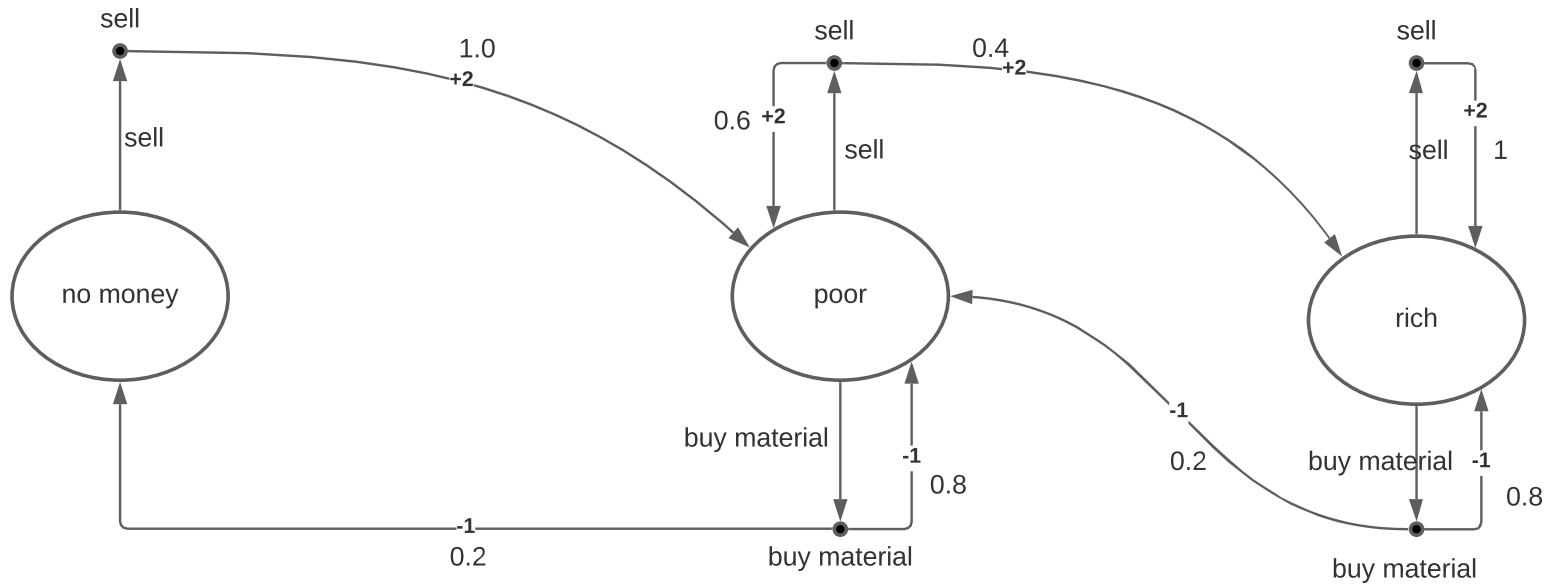 sell
1.0
+2
sell
sell
0.6
+2
sell
0.4
+2
sell
+2
sell
1
no money
poor
rich
buy material
-1
0.8
-1
0.2
buy material
-1
0.2
buy material
-1
0.8
buy material